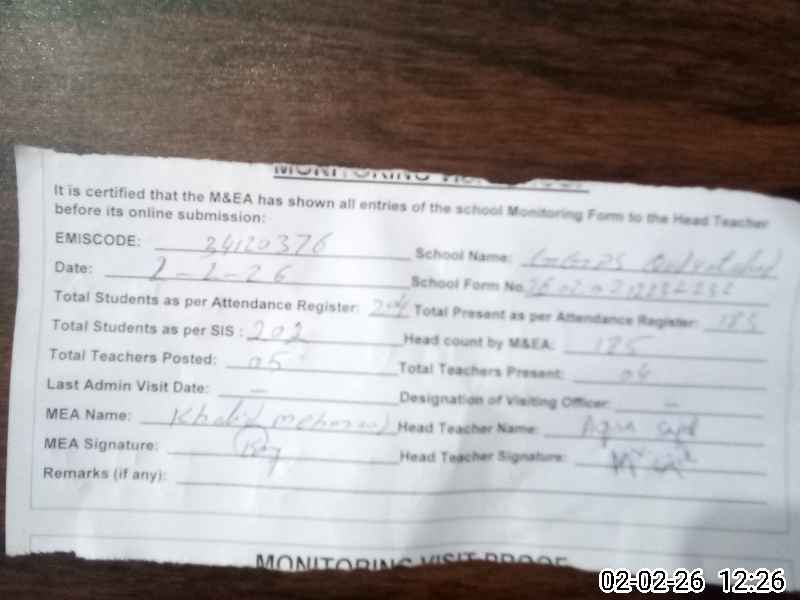 MONITORING VISIT PROOF
It is certified that the M&EA has shown all entries of the school Monitoring Form to the Head Teacher
before its online submission:
EMISCODE: 34120376 School Name:
Date: 2-2-26 School Form No.
Total Students as per Attendance Register: 204 Total Present as per Attendance Register: 185
Total Students as per SIS : 202 Head count by M&EA: 185
Total Teachers Posted: 05 Total Teachers Present: 04
Last Admin Visit Date: – Designation of Visiting Officer: –
MEA Name: Khalid Mehmood Head Teacher Name:
MEA Signature: Head Teacher Signature:
Remarks (if any):
MONITORING VISIT PROOF
02-02-26 12:26